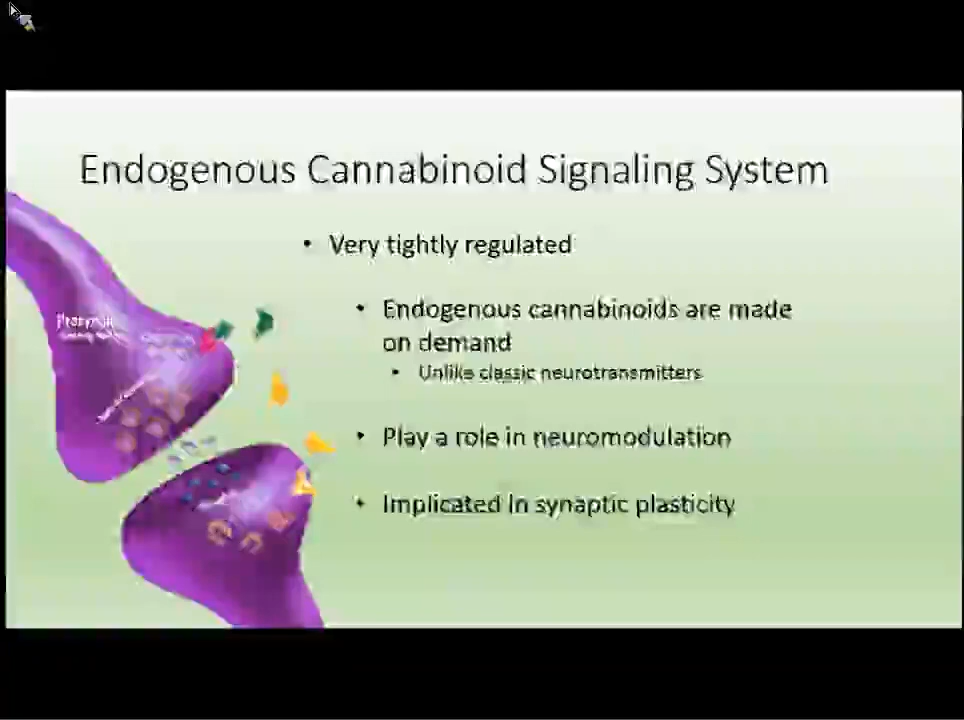 Endogenous Cannabinoid Signaling System
• Very tightly regulated
• Endogenous cannabinoids are made
on demand
• Unlike classic neurotransmitters
• Play a role in neuromodulation
• Implicated in synaptic plasticity